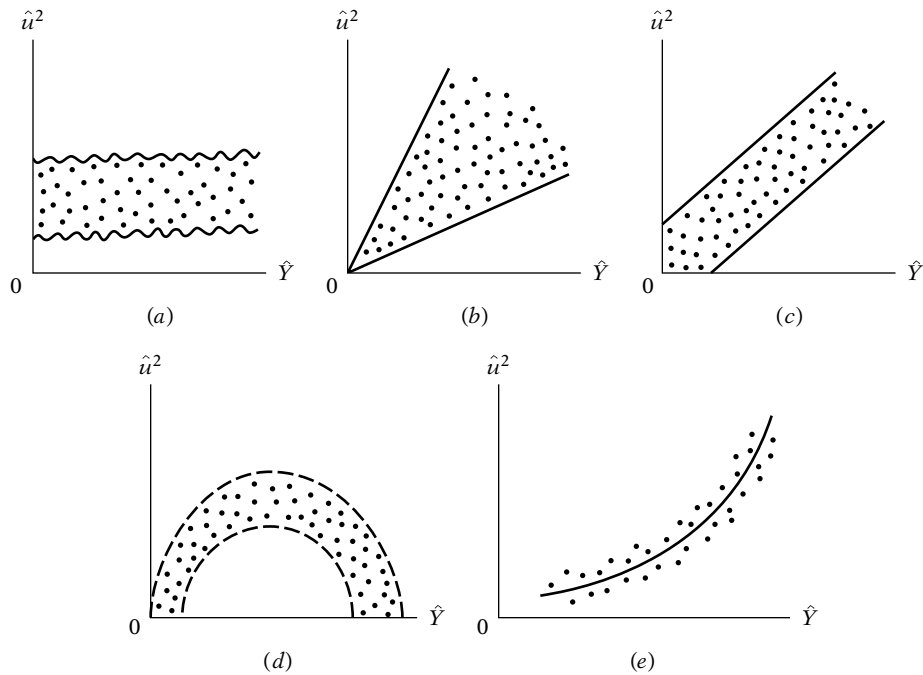 û² û² û²
0 Ŷ 0 Ŷ 0 Ŷ
(a) (b) (c)
û² û²
0 Ŷ 0 Ŷ
(d) (e)